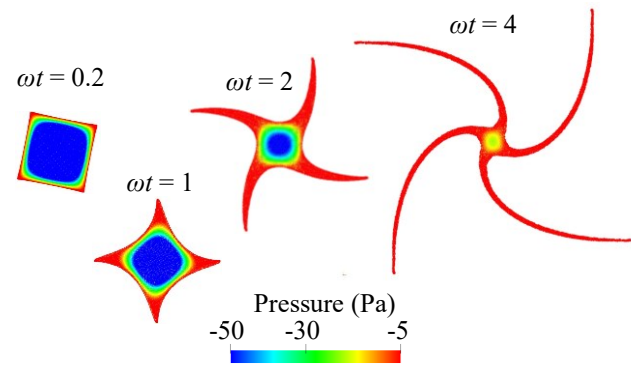 ωt = 0.2
ωt = 2
ωt = 4
ωt = 1
Pressure (Pa)
-50 -30 -5